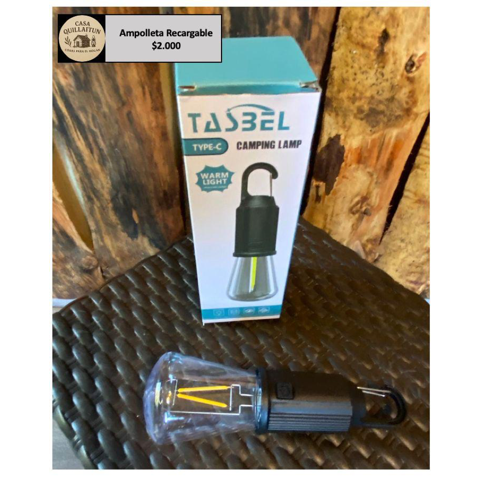 CASA
QUILLAITUN
Ampolleta Recargable
$2.000
TASBEL
TYPE-C
CAMPING LAMP
WARM
LIGHT